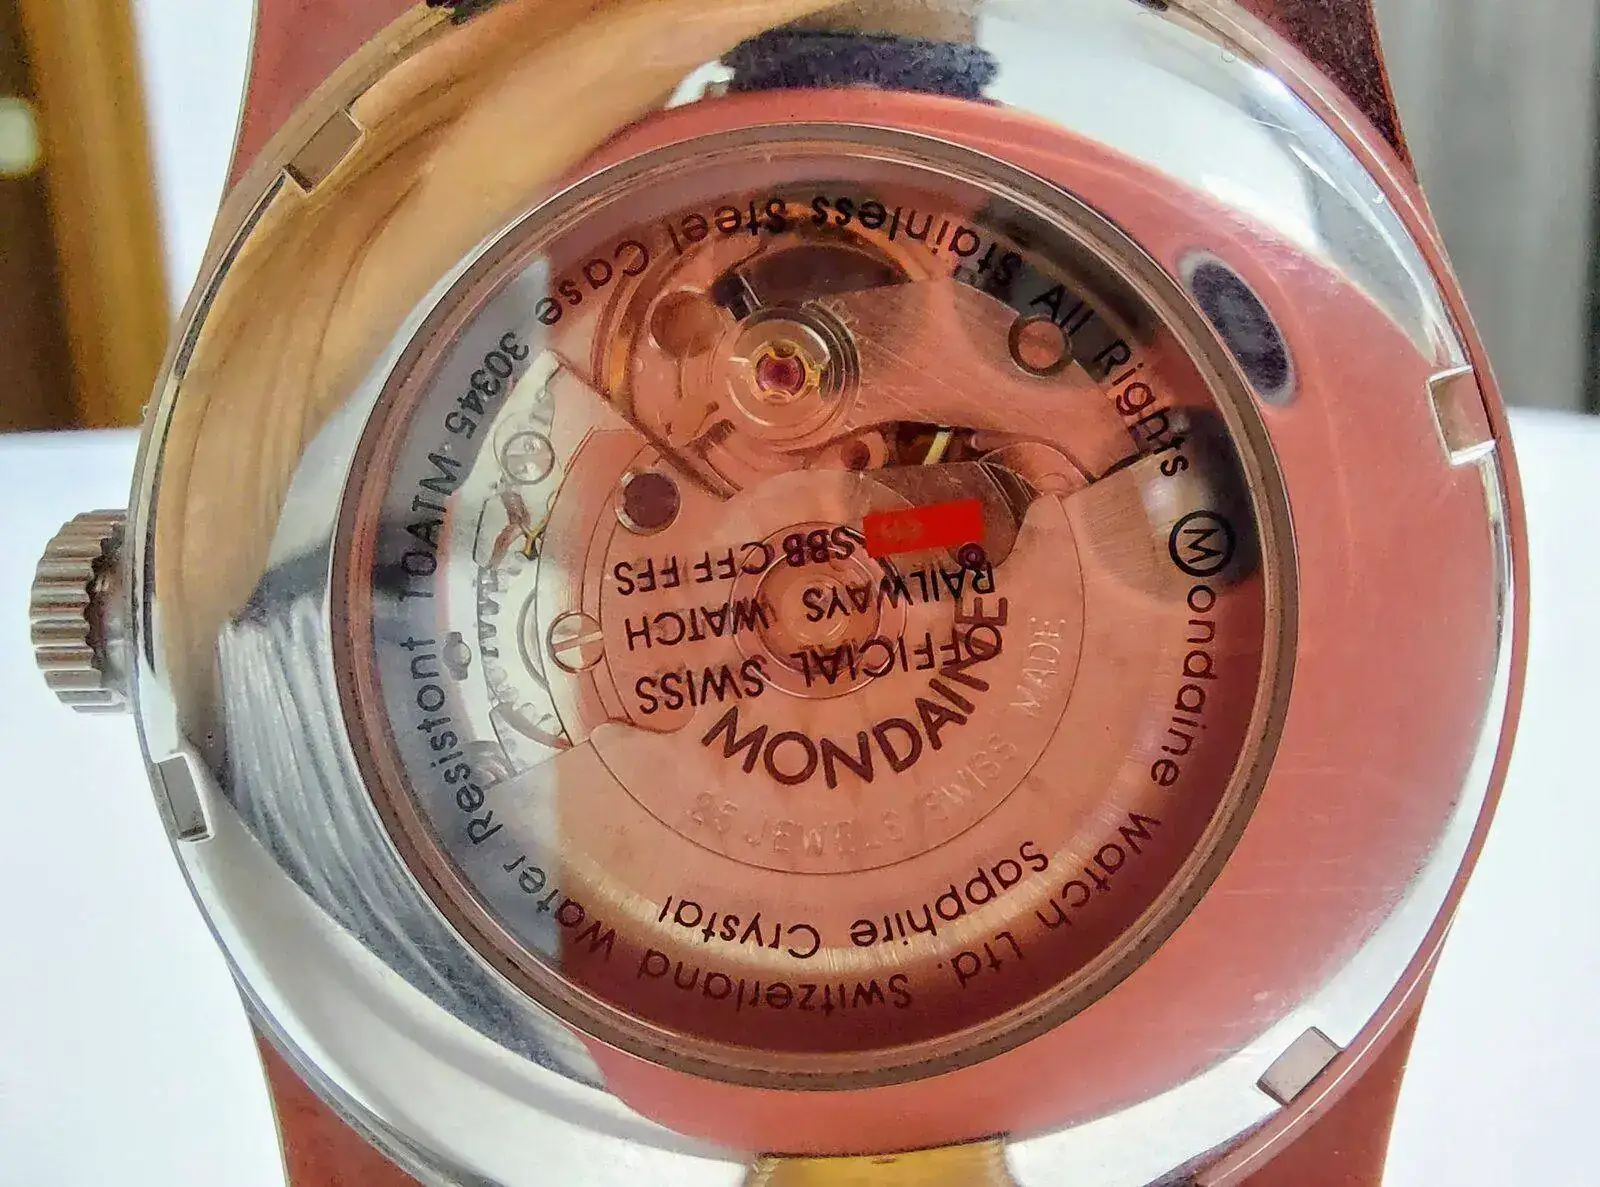 All Rights Mondaine Watch Ltd. Switzerland Water Resistant 10ATM ·
Stainless Steel Case 30345
Sapphire Crystal
25 JEWELS SWISS MADE
MONDAINE®
OFFICIAL SWISS
RAILWAYS WATCH
SBB CFF FFS